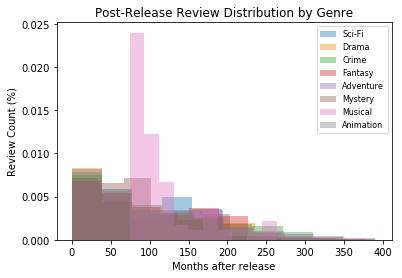 Post-Release Review Distribution by Genre
0.025
0.020
0.015
0.010
0.005
0.000
Review Count (%)
0
50
100
150
200
250
300
350
400
Months after release
Sci-Fi
Drama
Crime
Fantasy
Adventure
Mystery
Musical
Animation